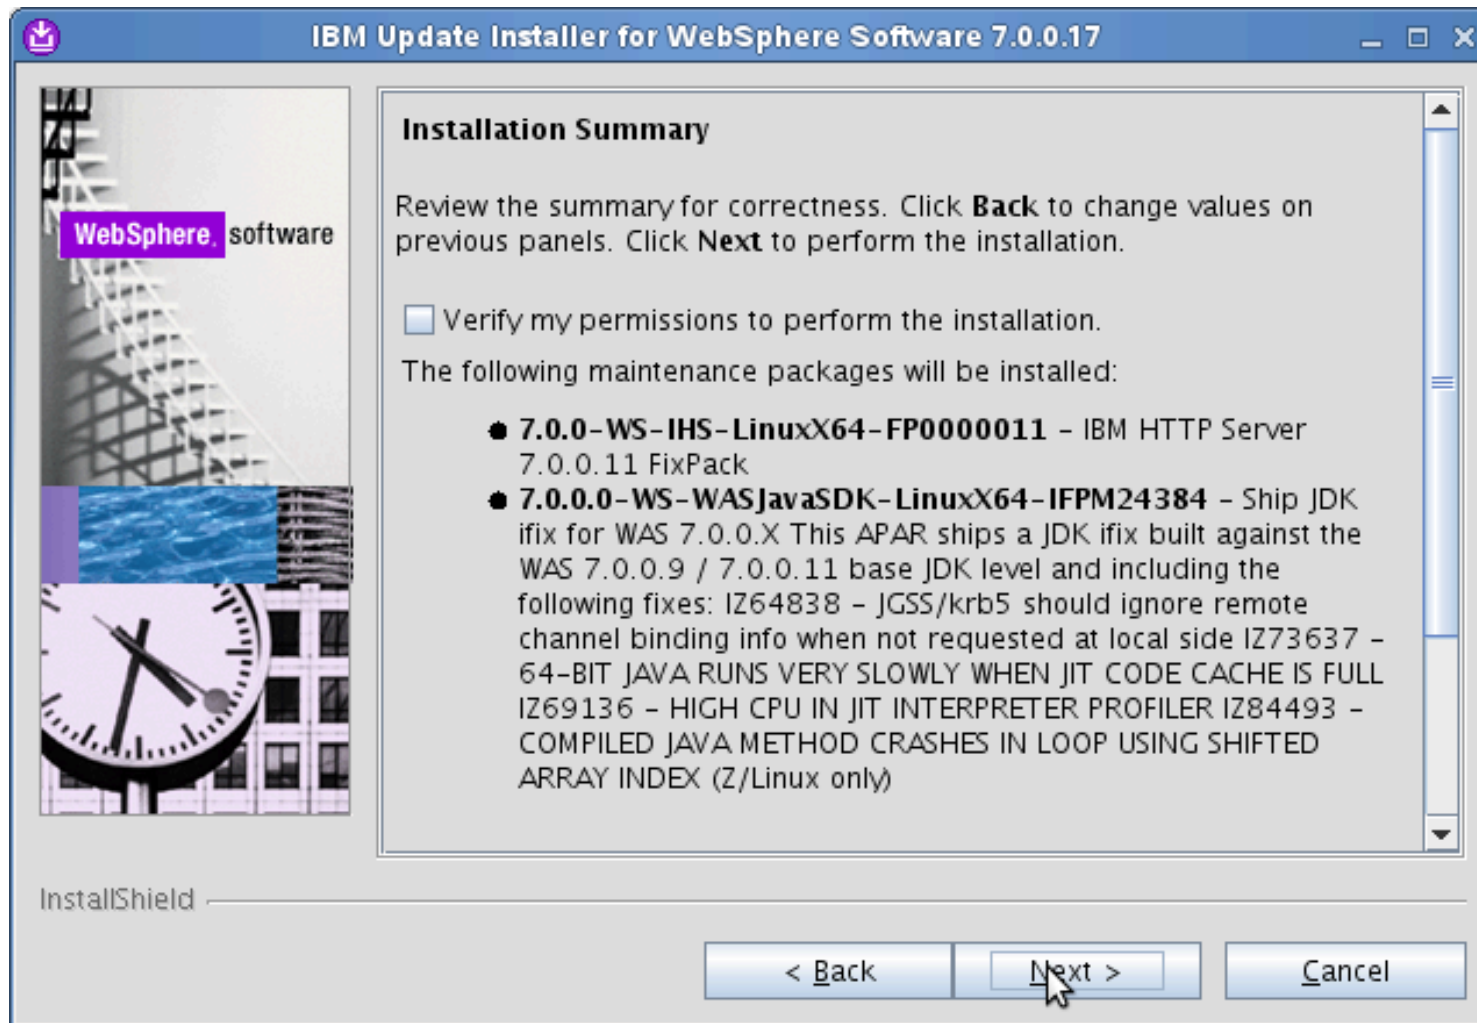 IBM Update Installer for WebSphere Software 7.0.0.17
WebSphere. software
Installation Summary
Review the summary for correctness. Click Back to change values on
previous panels. Click Next to perform the installation.
Verify my permissions to perform the installation.
The following maintenance packages will be installed:
● 7.0.0-WS-IHS-LinuxX64-FP0000011 - IBM HTTP Server
7.0.0.11 FixPack
● 7.0.0.0-WS-WASJavaSDK-LinuxX64-IFPM24384 - Ship JDK
ifix for WAS 7.0.0.X This APAR ships a JDK ifix built against the
WAS 7.0.0.9 / 7.0.0.11 base JDK level and including the
following fixes: IZ64838 - JGSS/krb5 should ignore remote
channel binding info when not requested at local side IZ73637 -
64-BIT JAVA RUNS VERY SLOWLY WHEN JIT CODE CACHE IS FULL
IZ69136 - HIGH CPU IN JIT INTERPRETER PROFILER IZ84493 -
COMPILED JAVA METHOD CRASHES IN LOOP USING SHIFTED
ARRAY INDEX (Z/Linux only)
InstallShield
< Back
Next >
Cancel